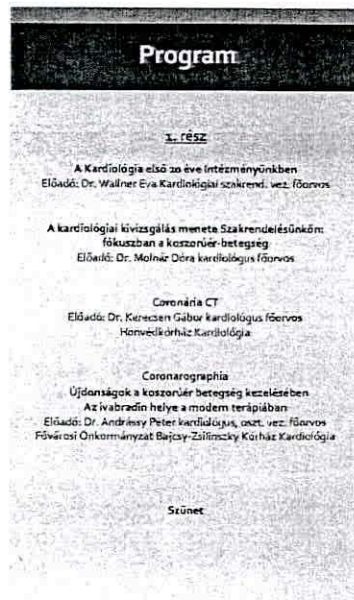 Program
1. rész
A Kardiológia első 20 éve Intézményünkben
Előadó: Dr. Wallner Éva Kardiológiai szakrend. vez. főorvos
A kardiológiai kivizsgálás menete Szakrendelésünkön:
fókuszban a koszorúér-betegség
Előadó: Dr. Molnár Dóra kardiológus főorvos
Coronária CT
Előadó: Dr. Kerecsen Gábor kardiológus főorvos
Honvédkórház Kardiológia
Coronarographia
Újdonságok a koszorúér betegség kezelésében
Az ivabradin helye a modern terápiában
Előadó: Dr. Andrássy Péter kardiológus, oszt. vez. főorvos
Fővárosi Önkormányzat Bajcsy-Zsilinszky Kórház Kardiológia
Szünet